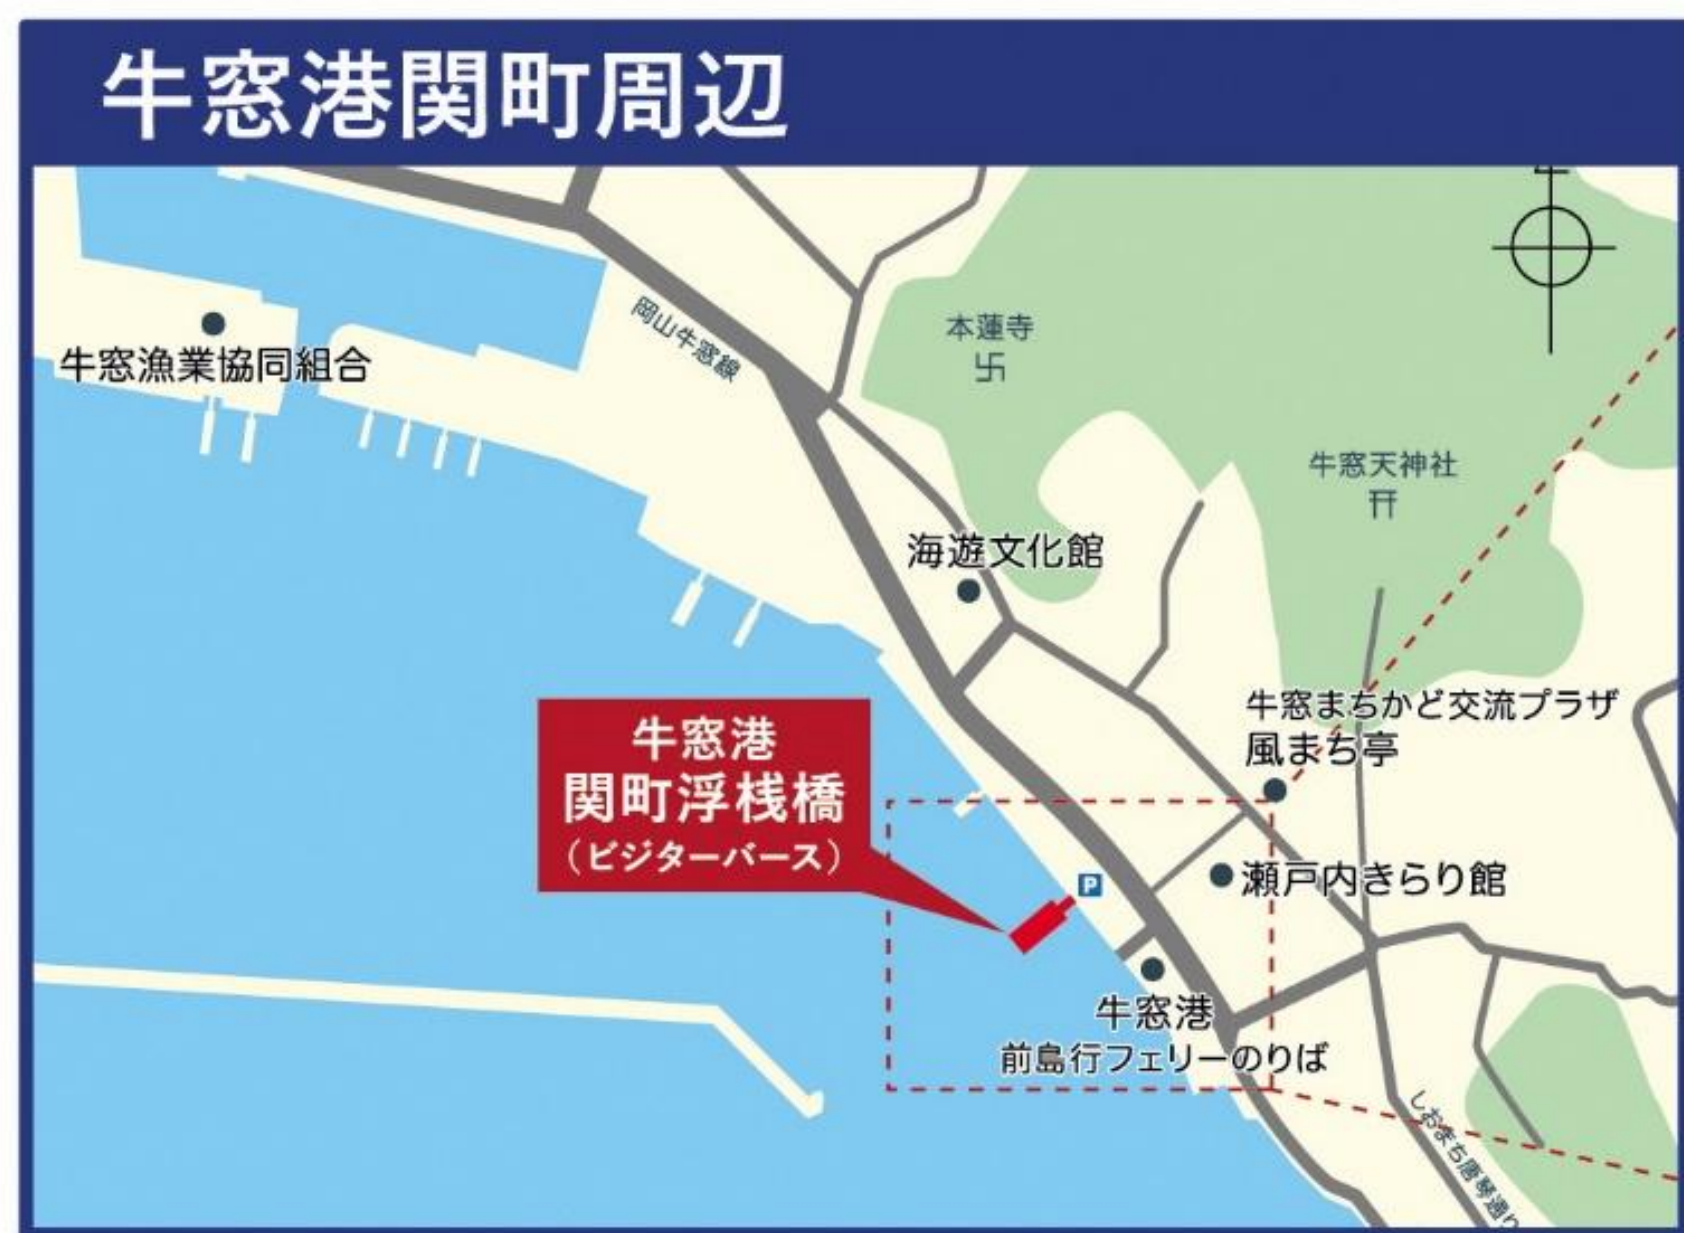 牛窓港関町周辺
牛窓漁業協同組合
岡山牛窓線
本蓮寺
卐
牛窓天神社
海遊文化館
牛窓まちかど交流プラザ
風まち亭
牛窓港
関町浮桟橋
（ビジターバース）
P
瀬戸内きらり館
牛窓港
前島行フェリーのりば
しおまち唐琴通り